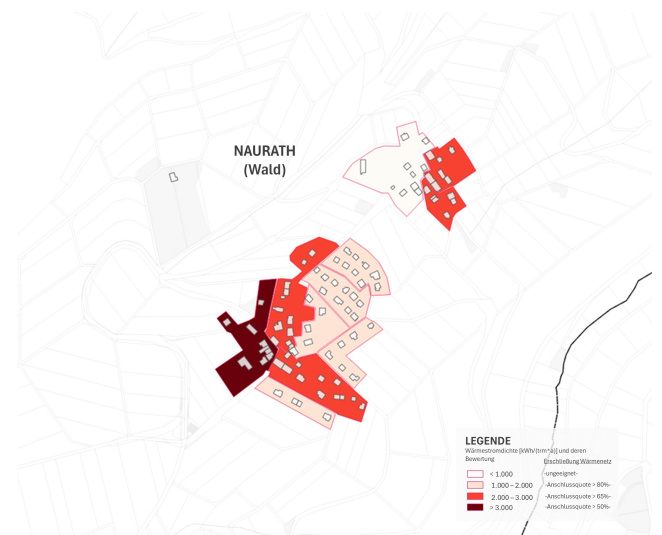 NAURATH
(Wald)
LEGENDE
Wärmestromdichte [kWh/(trm*a)] und deren
Bewertung
Erschließung Wärmenetz
< 1.000 -ungeeignet-
1.000 – 2.000 -Anschlussquote > 80%-
2.000 – 3.000 -Anschlussquote > 65%-
> 3.000 -Anschlussquote > 50%-